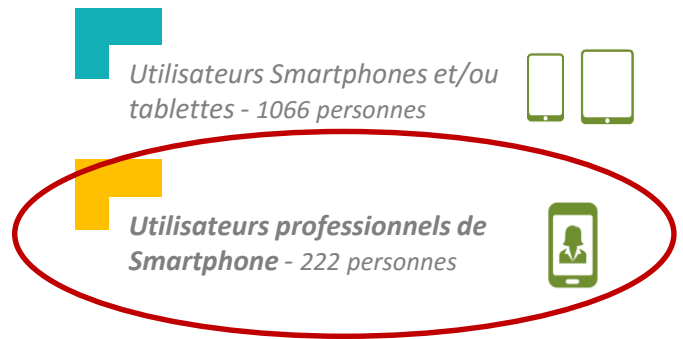 Utilisateurs Smartphones et/ou
tablettes - 1066 personnes
Utilisateurs professionnels de
Smartphone - 222 personnes